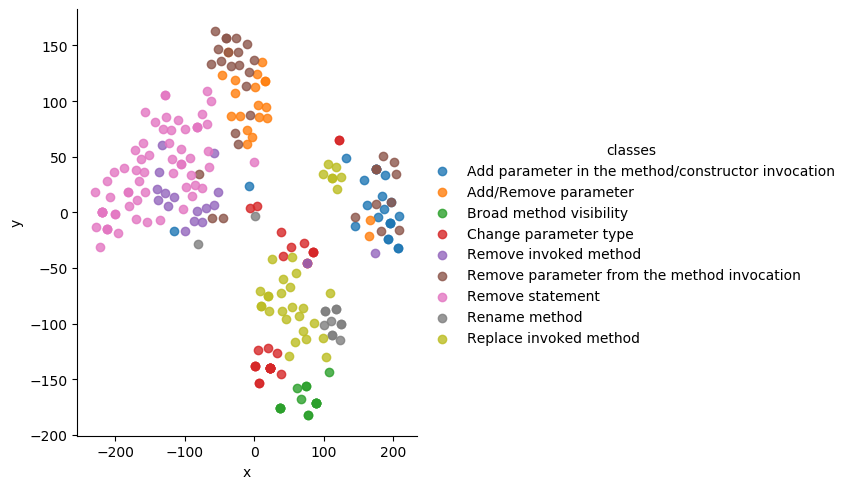 150
100
50
0
−50
−100
−150
−200
y
−200
−100
0
100
200
x
classes
Add parameter in the method/constructor invocation
Add/Remove parameter
Broad method visibility
Change parameter type
Remove invoked method
Remove parameter from the method invocation
Remove statement
Rename method
Replace invoked method